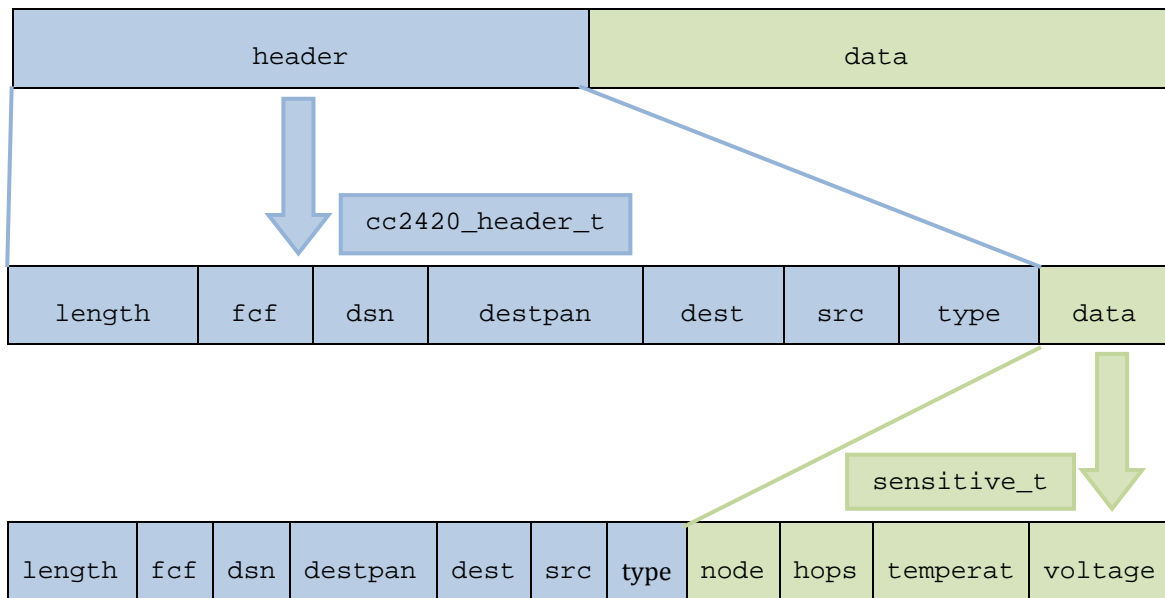 header data
cc2420_header_t
length fcf dsn destpan dest src type data
sensitive_t
length fcf dsn destpan dest src type node hops temperat voltage